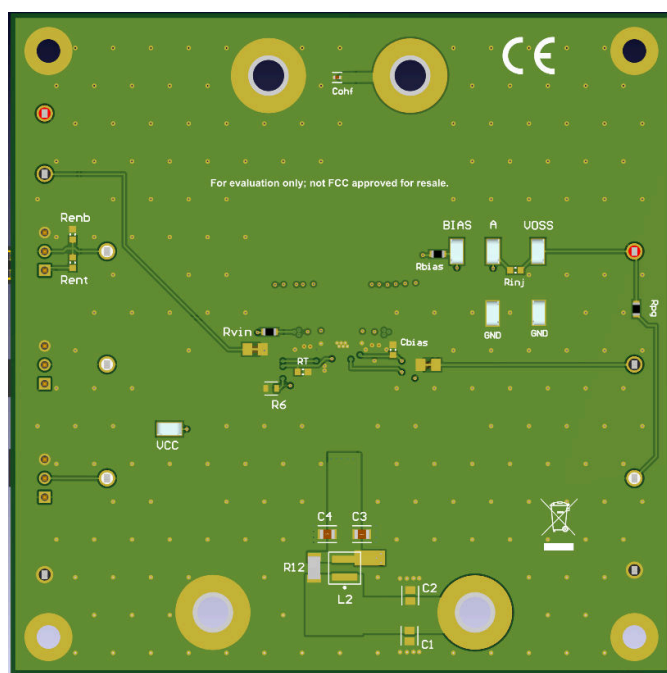 CE
Cohf
For evaluation only; not FCC approved for resale.
Renb
BIAS A VOSS
Rbias
Rinj
Rent
Rpg
GND GND
Rvin
Cbias
RT
R6
VCC
C4 C3
R12
L2
C2
C1